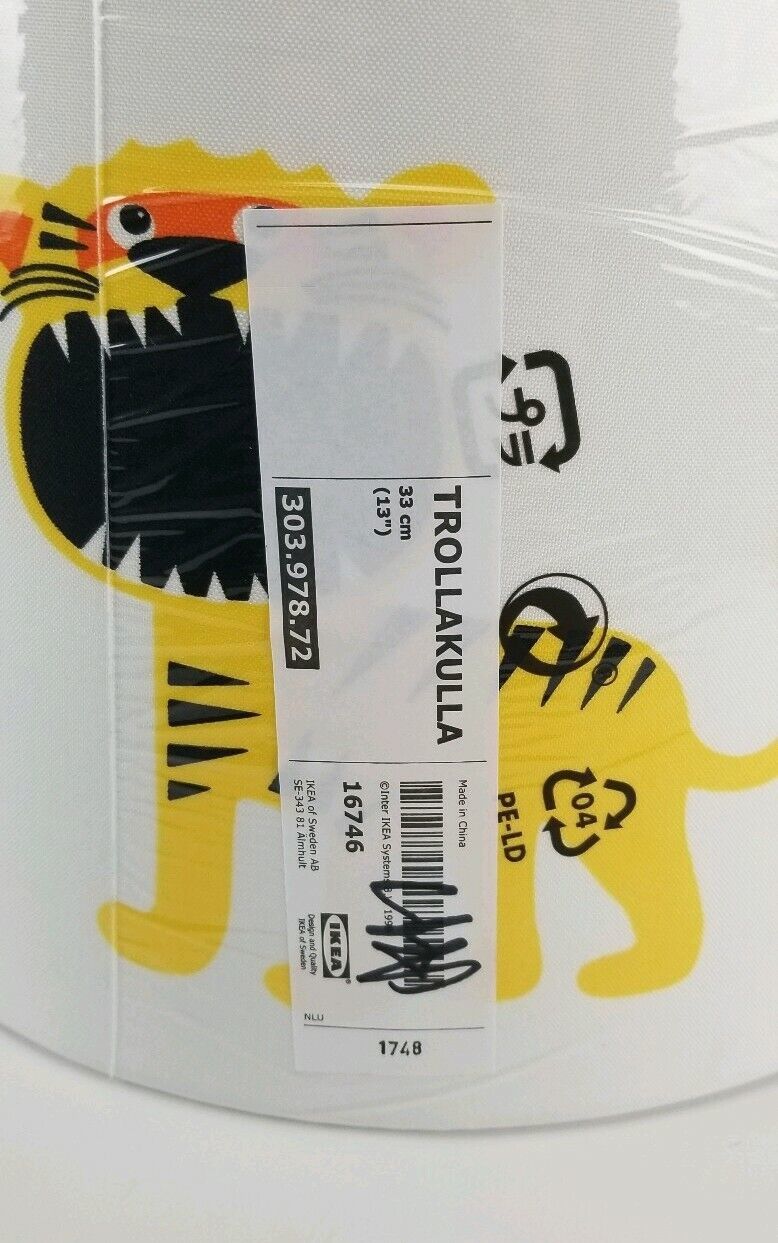 TROLLAKULLA
33 cm
(13")
303.978.72
Made in China
©Inter IKEA Systems
16746
IKEA of Sweden AB
SE-343 81 Älmhult
IKEA®
Design and Quality
IKEA of Sweden
NLU
1748
04
PE-LD